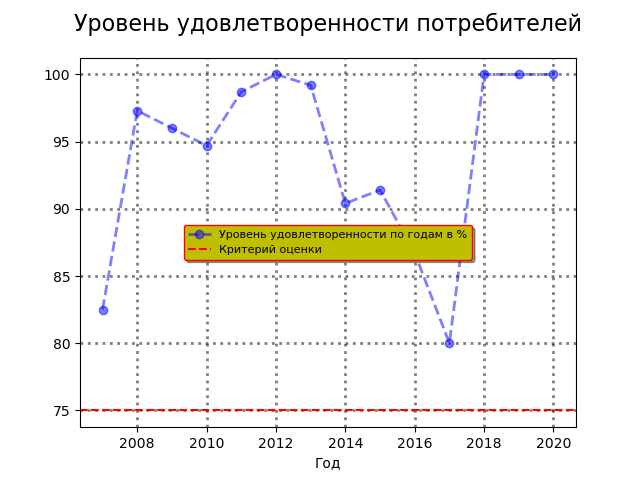 Уровень удовлетворенности потребителей
100
95
90
85
80
75
Уровень удовлетворенности по годам в %
Критерий оценки
2008 2010 2012 2014 2016 2018 2020
Год